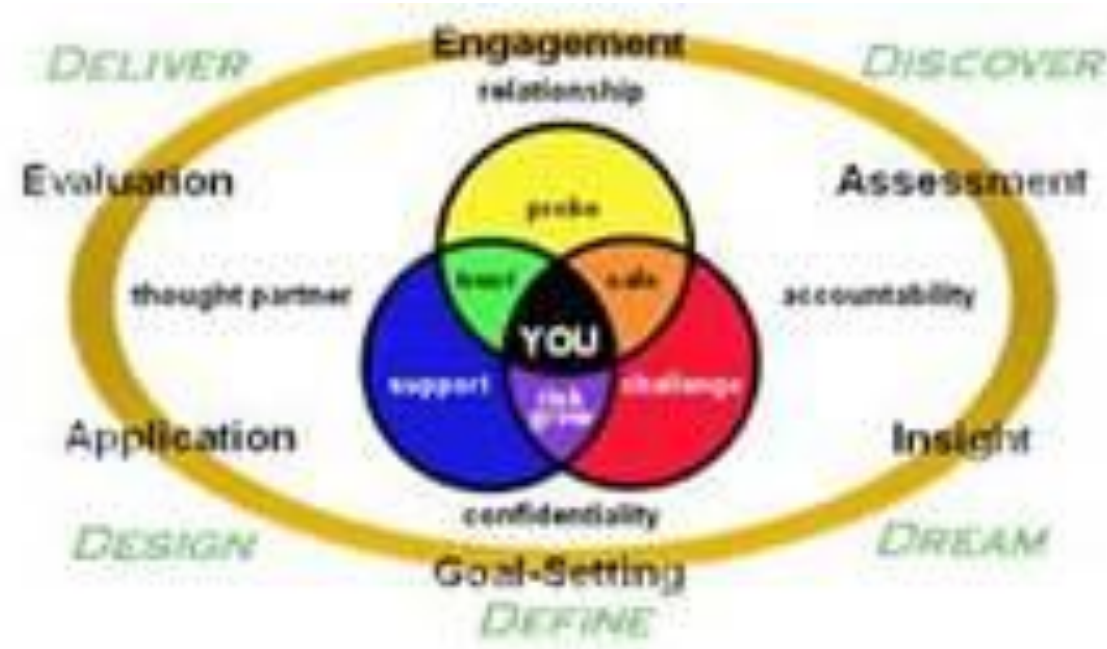 DELIVER
Engagement
DISCOVER
relationship
Evaluation
Assessment
probe
thought partner
accountability
YOU
support
risk
challenge
Application
Insight
confidentiality
DESIGN
DREAM
Goal-Setting
DEFINE